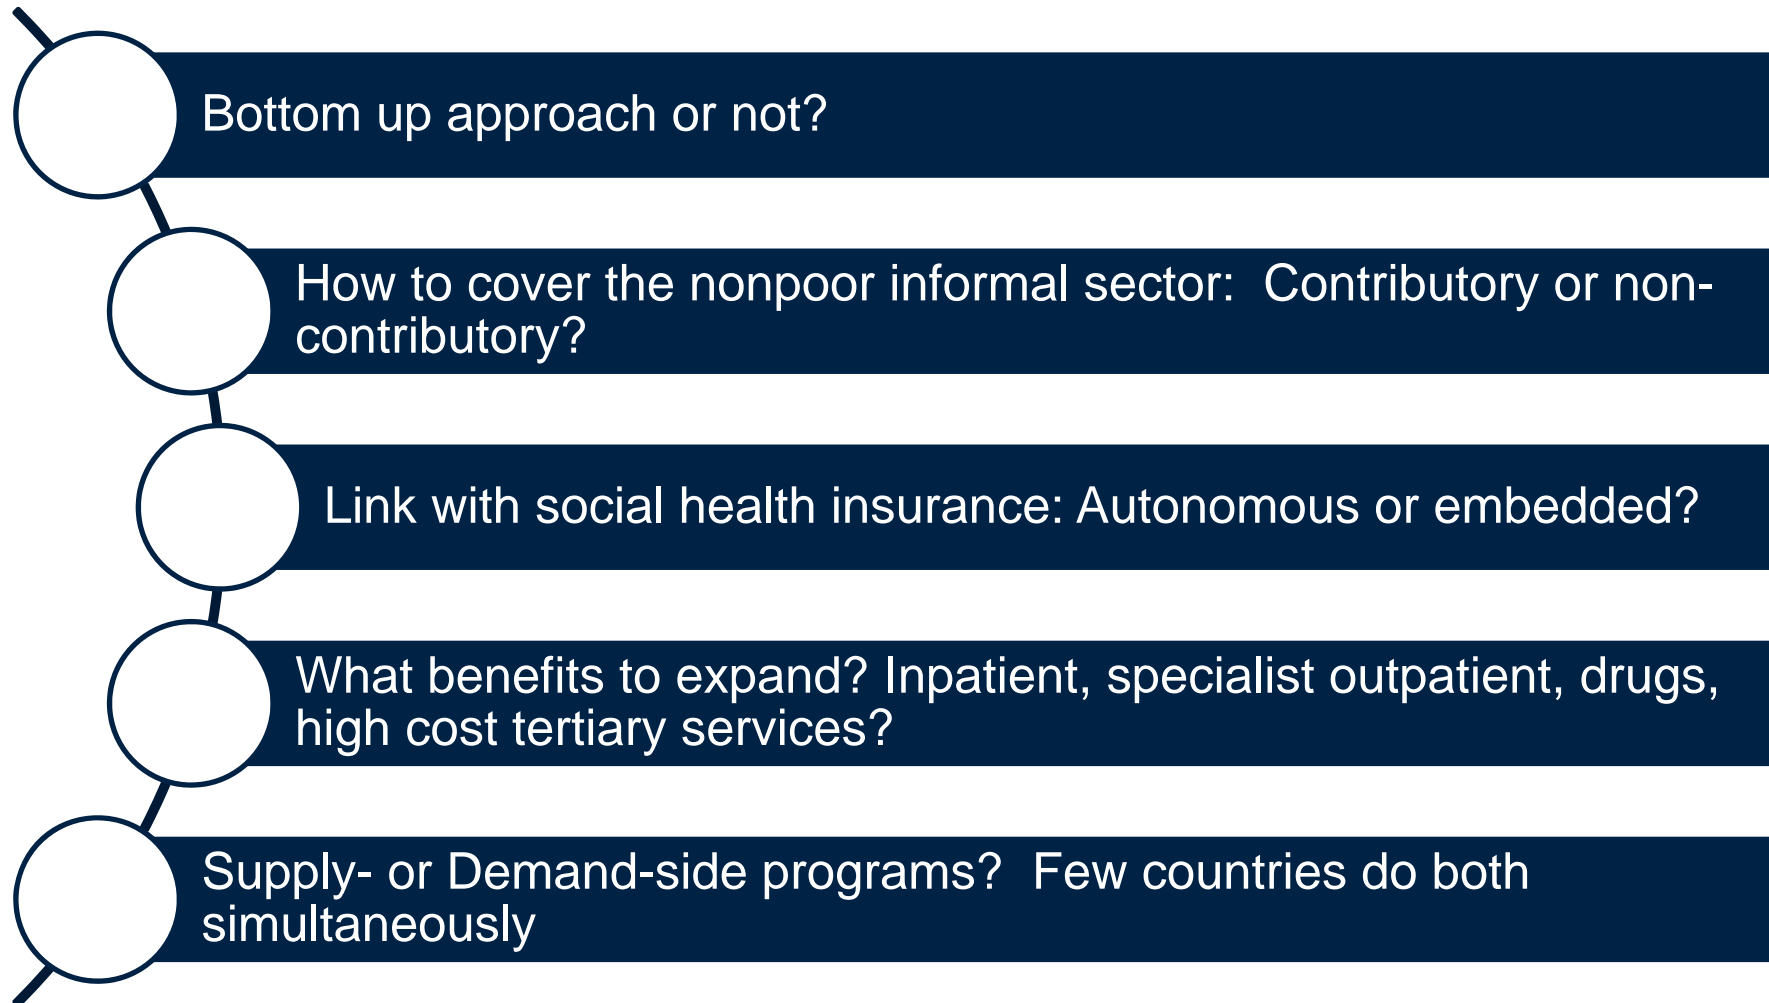 Bottom up approach or not?
How to cover the nonpoor informal sector:  Contributory or non-
contributory?
Link with social health insurance: Autonomous or embedded?
What benefits to expand? Inpatient, specialist outpatient, drugs,
high cost tertiary services?
Supply- or Demand-side programs?  Few countries do both
simultaneously